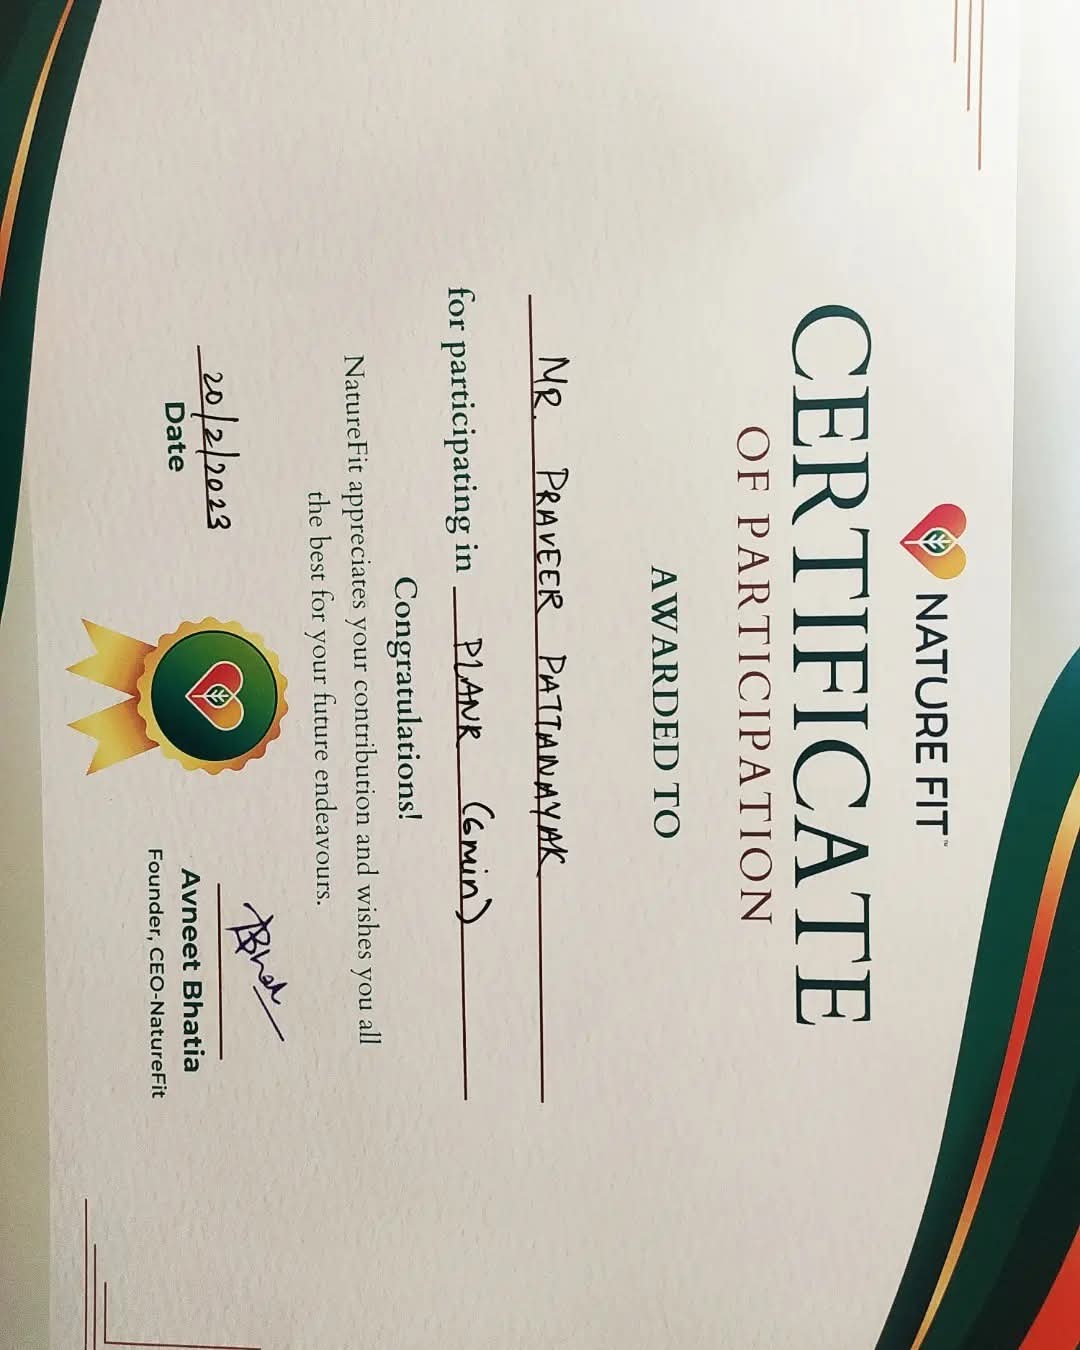 NATURE FIT™
CERTIFICATE
OF PARTICIPATION
AWARDED TO
MR. PRAVEER PATTANAYAK
for participating in PLANK (6min)
Congratulations!
NatureFit appreciates your contribution and wishes you all
the best for your future endeavours.
20/2/2023
Date
Avneet Bhatia
Founder, CEO-NatureFit